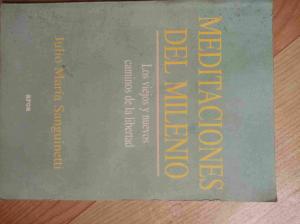 MEDITACIONES
DEL MILENIO
Los viejos y nuevos
caminos de la libertad
Julio María Sanguinetti